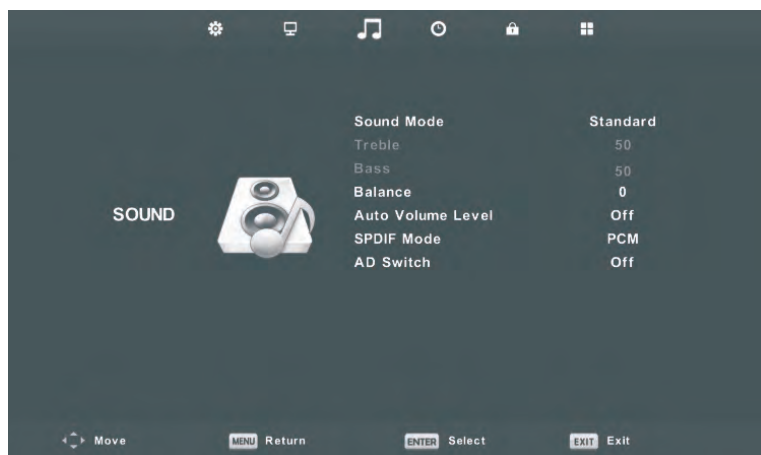 Sound Mode Standard
Treble 50
Bass 50
Balance 0
SOUND
Auto Volume Level Off
SPDIF Mode PCM
AD Switch Off
Move MENU Return ENTER Select EXIT Exit